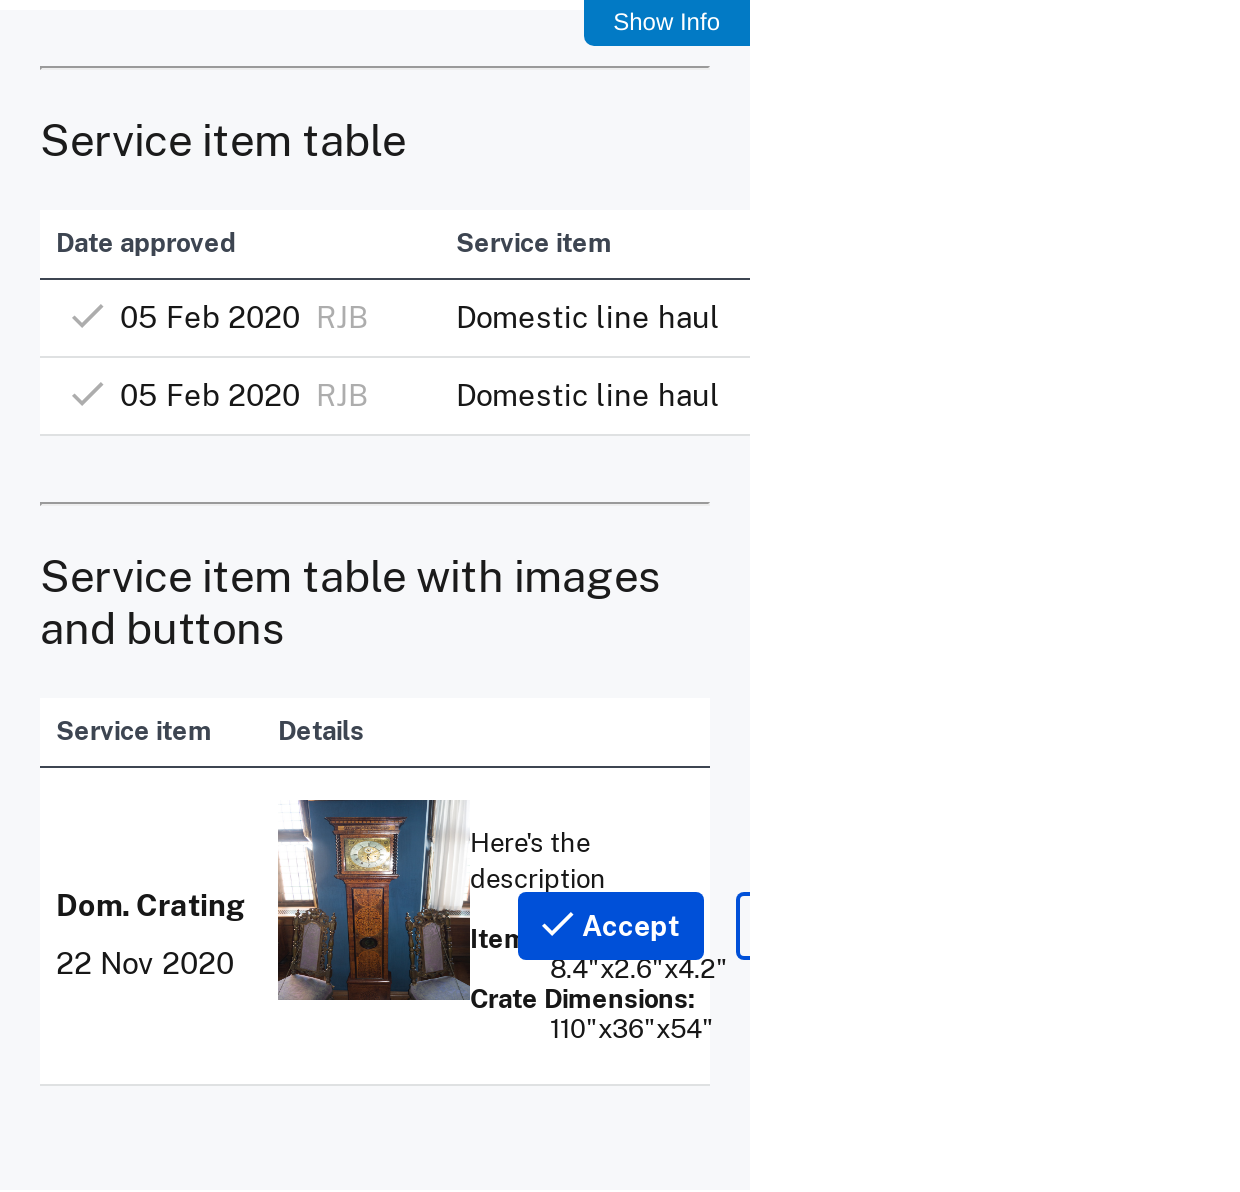 Show Info
Service item table
Date approved Service item
05 Feb 2020 RJB Domestic line haul
05 Feb 2020 RJB Domestic line haul
Service item table with images
and buttons
Service item Details
Here's the
description
Dom. Crating
22 Nov 2020
Accept
8.4"x2.6"x4.2"
Crate Dimensions:
110"x36"x54"